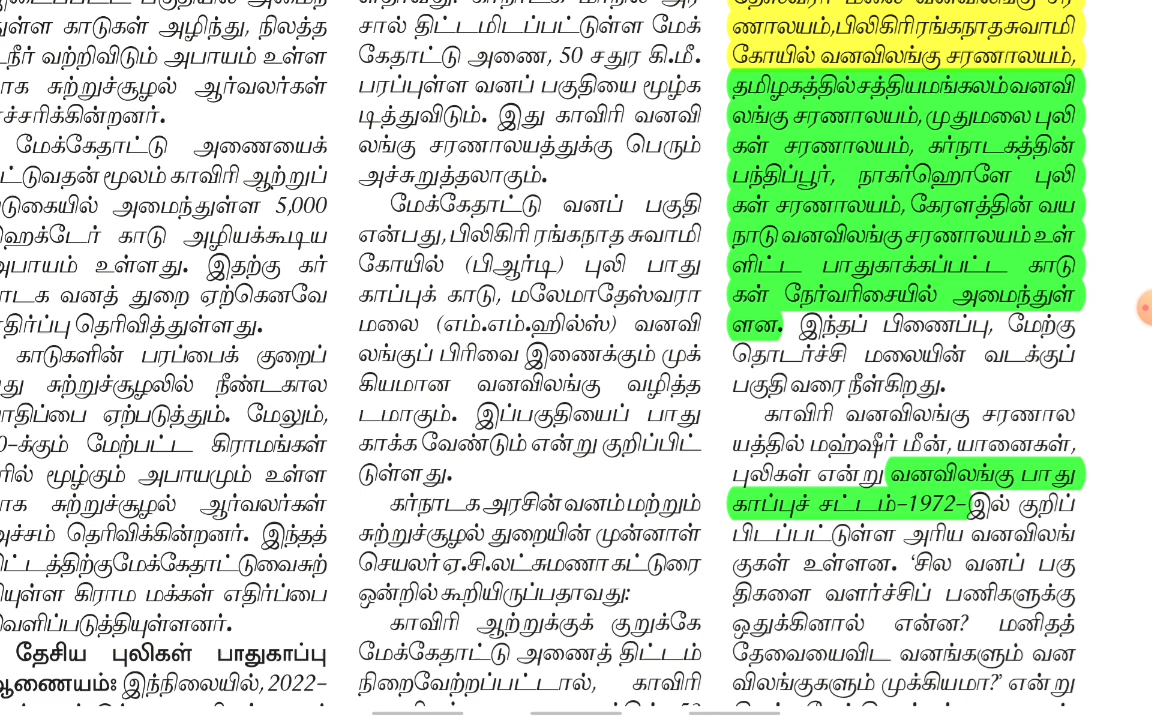 துள்ள காடுகள் அழிந்து, நிலத்த
நீர் வற்றிவிடும் அபாயம் உள்ள
ாக சுற்றுச்சூழல் ஆர்வலர்கள்
ச்சரிக்கின்றனர்.
மேக்கேதாட்டு அணையைக்
ட்டுவதன் மூலம் காவிரி ஆற்றுப்
டுகையில் அமைந்துள்ள 5,000
ஹெக்டேர் காடு அழியக்கூடிய
அபாயம் உள்ளது. இதற்கு கர்
ாடக வனத் துறை ஏற்கெனவே
திர்ப்பு தெரிவித்துள்ளது.
காடுகளின் பரப்பைக் குறைப்
து சுற்றுச்சூழலில் நீண்டகால
ாதிப்பை ஏற்படுத்தும். மேலும்,
0-க்கும் மேற்பட்ட கிராமங்கள்
ரில் மூழ்கும் அபாயமும் உள்ள
ாக சுற்றுச்சூழல் ஆர்வலர்கள்
அச்சம் தெரிவிக்கின்றனர். இந்தத்
திட்டத்திற்கு மேக்கேதாட்டுவை சுற்
றியுள்ள கிராம மக்கள் எதிர்ப்பை
வெளிப்படுத்தியுள்ளனர்.
தேசிய புலிகள் பாதுகாப்பு
ஆணையம்: இந்நிலையில், 2022-
சால் திட்டமிடப்பட்டுள்ள மேக்
கேதாட்டு அணை, 50 சதுர கி.மீ.
பரப்புள்ள வனப் பகுதியை மூழ்க
டித்துவிடும். இது காவிரி வனவி
லங்கு சரணாலயத்துக்கு பெரும்
அச்சுறுத்தலாகும்.
மேக்கேதாட்டு வனப் பகுதி
என்பது, பிலிகிரி ரங்கநாத சுவாமி
கோயில் (பிஆர்டி) புலி பாது
காப்புக் காடு, மலேமாதேஸ்வரா
மலை (எம்.எம்.ஹில்ஸ்) வனவி
லங்குப் பிரிவை இணைக்கும் முக்
கியமான வனவிலங்கு வழித்த
டமாகும். இப்பகுதியைப் பாது
காக்க வேண்டும் என்று குறிப்பிட்
டுள்ளது.
கர்நாடக அரசின் வனம் மற்றும்
சுற்றுச்சூழல் துறையின் முன்னாள்
செயலர் ஏ.சி.லட்சுமணா கட்டுரை
ஒன்றில் கூறியிருப்பதாவது:
காவிரி ஆற்றுக்குக் குறுக்கே
மேக்கேதாட்டு அணைத் திட்டம்
நிறைவேற்றப்பட்டால், காவிரி
ணாலயம்,பிலிகிரிரங்கநாதசுவாமி
கோயில் வனவிலங்கு சரணாலயம்,
தமிழகத்தில் சத்தியமங்கலம் வனவி
லங்கு சரணாலயம், முதுமலை புலி
கள் சரணாலயம், கர்நாடகத்தின்
பந்திப்பூர், நாகர்ஹொளே புலி
கள் சரணாலயம், கேரளத்தின் வய
நாடு வனவிலங்கு சரணாலயம் உள்
ளிட்ட பாதுகாக்கப்பட்ட காடு
கள் நேர்வரிசையில் அமைந்துள்
ளன. இந்தப் பிணைப்பு, மேற்கு
தொடர்ச்சி மலையின் வடக்குப்
பகுதி வரை நீள்கிறது.
காவிரி வனவிலங்கு சரணால
யத்தில் மஹ்ஷீர் மீன், யானைகள்,
புலிகள் என்று வனவிலங்கு பாது
காப்புச் சட்டம்-1972-இல் குறிப்
பிடப்பட்டுள்ள அரிய வனவிலங்
குகள் உள்ளன. ‘சில வனப் பகு
திகளை வளர்ச்சிப் பணிகளுக்கு
ஒதுக்கினால் என்ன? மனிதத்
தேவையைவிட வனங்களும் வன
விலங்குகளும் முக்கியமா?’ என்று